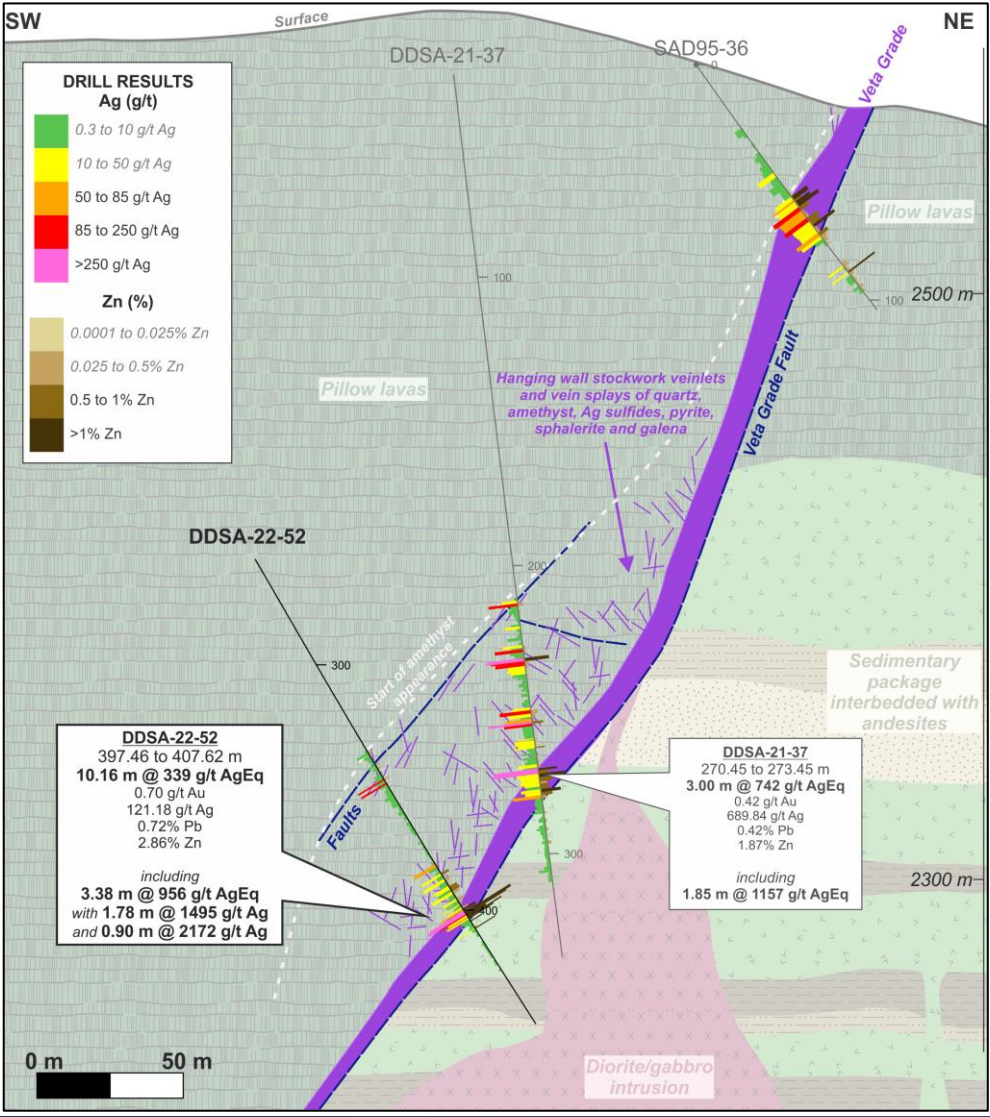 SW
Surface
NE
DDSA-21-37
SAD95-36
0
Veta Grade
DRILL RESULTS
Ag (g/t)
0.3 to 10 g/t Ag
10 to 50 g/t Ag
50 to 85 g/t Ag
85 to 250 g/t Ag
>250 g/t Ag
Zn (%)
0.0001 to 0.025% Zn
0.025 to 0.5% Zn
0.5 to 1% Zn
>1% Zn
Pillow lavas
100
100
2500 m
Pillow lavas
Hanging wall stockwork veinlets
and vein splays of quartz,
amethyst, Ag sulfides, pyrite,
sphalerite and galena
Veta Grade Fault
DDSA-22-52
200
300
Start of amethyst
appearance
Sedimentary
package
interbedded with
andesites
DDSA-22-52
397.46 to 407.62 m
10.16 m @ 339 g/t AgEq
0.70 g/t Au
121.18 g/t Ag
0.72% Pb
2.86% Zn
including
3.38 m @ 956 g/t AgEq
with 1.78 m @ 1495 g/t Ag
and 0.90 m @ 2172 g/t Ag
Faults
DDSA-21-37
270.45 to 273.45 m
3.00 m @ 742 g/t AgEq
0.42 g/t Au
689.84 g/t Ag
0.42% Pb
1.87% Zn
including
1.85 m @ 1157 g/t AgEq
300
2300 m
400
0 m
50 m
Diorite/gabbro
intrusion